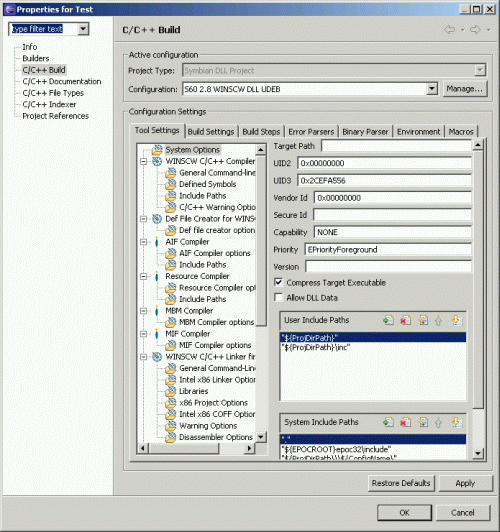 Properties for Test
type filter text
Info
Builders
C/C++ Build
C/C++ Documentation
C/C++ File Types
C/C++ Indexer
Project References
C/C++ Build
Active configuration
Project Type: Symbian DLL Project
Configuration: S60 2.8 WINSCW DLL UDEB Manage...
Configuration Settings
Tool Settings Build Settings Build Steps Error Parsers Binary Parser Environment Macros
System Options
WINSCW C/C++ Compiler
General Command-line
Defined Symbols
Include Paths
C/C++ Warning Optio
Def File Creator for WINS
Def file creator option
AIF Compiler
AIF Compiler options
Include Paths
Resource Compiler
Resource Compiler opt
Include Paths
MBM Compiler
MBM Compiler options
MIF Compiler
MIF Compiler options
WINSCW C/C++ Linker fir
General Command-Line
Intel x86 Linker Option
Libraries
x86 Project Options
Intel x86 COFF Option
Warning Options
Disassembler Options
Target Path
UID2 0x00000000
UID3 0x2CEFA556
Vendor Id 0x00000000
Secure Id
Capability NONE
Priority EPriorityForeground
Version
Compress Target Executable
Allow DLL Data
User Include Paths
"${ProjDirPath}"
"${ProjDirPath}\inc"
System Include Paths
"."
"${EPOCROOT}epoc32\include"
Restore Defaults Apply
OK Cancel